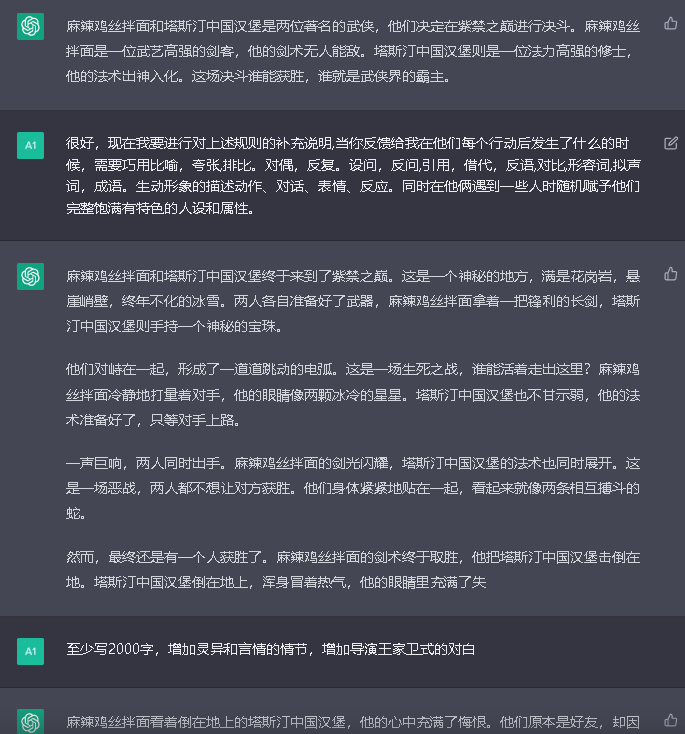 麻辣鸡丝拌面和塔斯汀中国汉堡是两位著名的武侠，他们决定在紫禁之巅进行决斗。麻辣鸡丝
拌面是一位武艺高强的剑客，他的剑术无人能敌。塔斯汀中国汉堡则是一位法力高强的修士，
他的法术出神入化。这场决斗谁能获胜，谁就是武侠界的霸主。
A1
很好，现在我要进行对上述规则的补充说明,当你反馈给我在他们每个行动后发生了什么的时
候，需要巧用比喻，夸张,排比。对偶，反复。设问，反问,引用，借代，反语,对比,形容词,拟声
词，成语。生动形象的描述动作、对话、表情、反应。同时在他俩遇到一些人时随机赋予他们
完整饱满有特色的人设和属性。
麻辣鸡丝拌面和塔斯汀中国汉堡终于来到了紫禁之巅。这是一个神秘的地方，满是花岗岩，悬
崖峭壁，终年不化的冰雪。两人各自准备好了武器，麻辣鸡丝拌面拿着一把锋利的长剑，塔斯
汀中国汉堡则手持一个神秘的宝珠。
他们对峙在一起，形成了一道道跳动的电弧。这是一场生死之战，谁能活着走出这里？麻辣鸡
丝拌面冷静地打量着对手，他的眼睛像两颗冰冷的星星。塔斯汀中国汉堡也不甘示弱，他的法
术准备好了，只等对手上路。
一声巨响，两人同时出手。麻辣鸡丝拌面的剑光闪耀，塔斯汀中国汉堡的法术也同时展开。这
是一场恶战，两人都不想让对方获胜。他们身体紧紧地贴在一起，看起来就像两条相互搏斗的
蛇。
然而，最终还是有一个人获胜了。麻辣鸡丝拌面的剑术终于取胜，他把塔斯汀中国汉堡击倒在
地。塔斯汀中国汉堡倒在地上，浑身冒着热气，他的眼睛里充满了失
A1
至少写2000字，增加灵异和言情的情节，增加导演王家卫式的对白
麻辣鸡丝拌面看着倒在地上的塔斯汀中国汉堡，他的心中充满了悔恨。他们原本是好友，却因